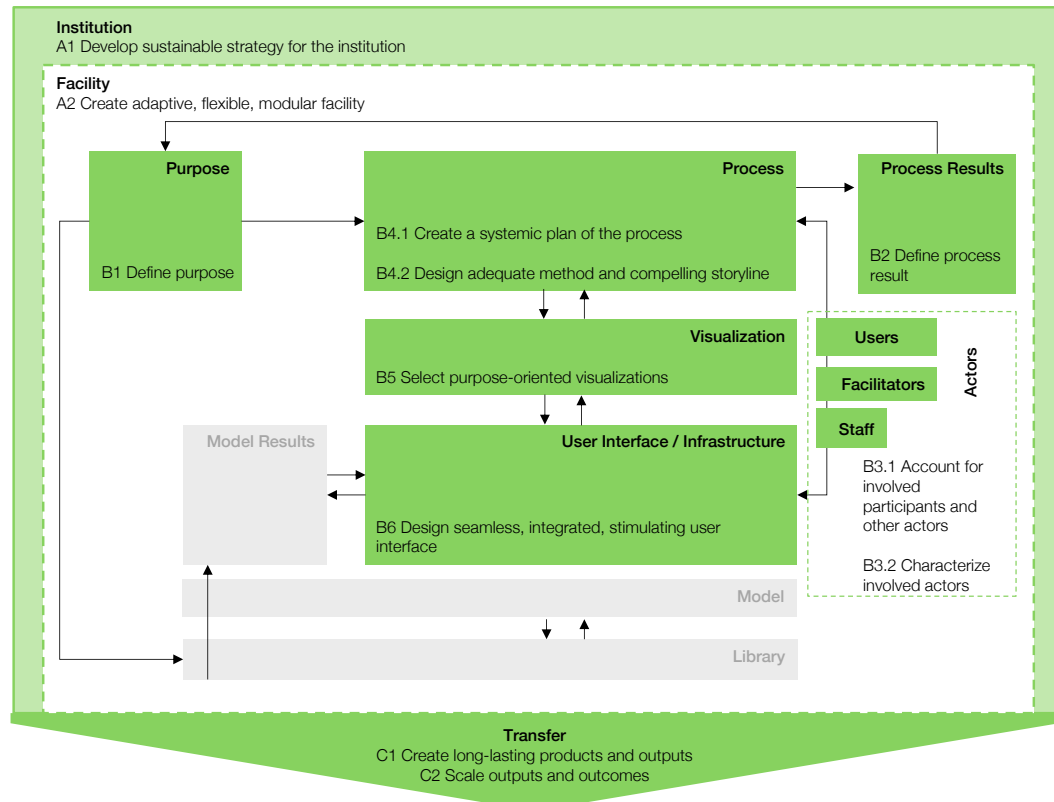 Institution
A1 Develop sustainable strategy for the institution
Facility
A2 Create adaptive, flexible, modular facility
Purpose
B1 Define purpose
Process
B4.1 Create a systemic plan of the process
B4.2 Design adequate method and compelling storyline
Process Results
B2 Define process
result
Visualization
B5 Select purpose-oriented visualizations
Users
Facilitators
Staff
Actors
B3.1 Account for
involved
participants and
other actors
B3.2 Characterize
involved actors
Model Results
User Interface / Infrastructure
B6 Design seamless, integrated, stimulating user
interface
Model
Library
Transfer
C1 Create long-lasting products and outputs
C2 Scale outputs and outcomes